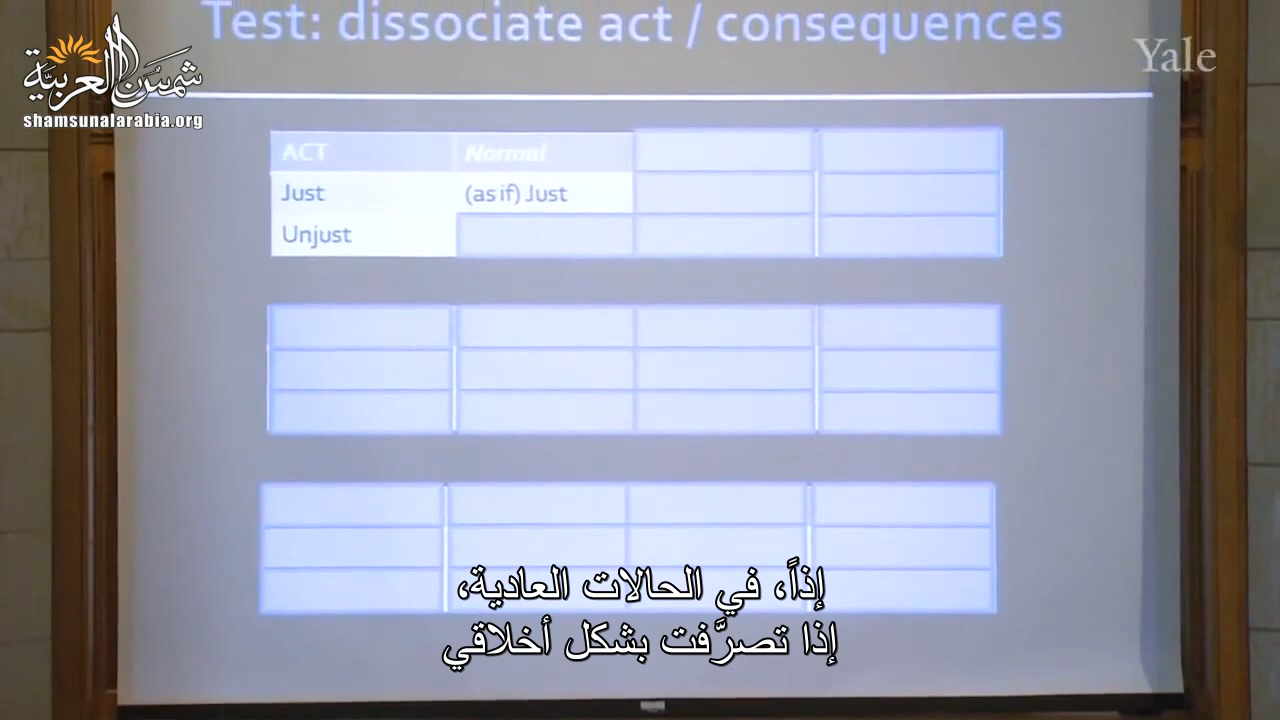 Test: dissociate act / consequences
Yale
شمس العربية
shamsunalarabia.org
ACT Normal
Just (as if) Just
Unjust
إذاً، في الحالات العادية،
إذا تصرَّفت بشكل أخلاقي